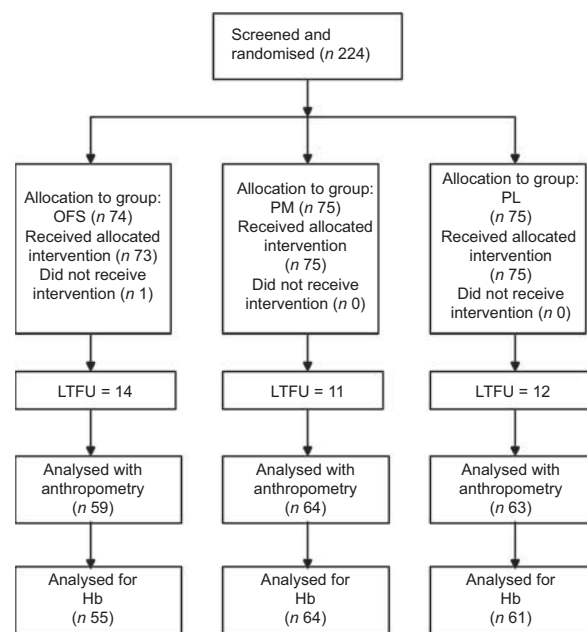 Screened and
randomised (n 224)
Allocation to group:
OFS (n 74)
Received allocated
intervention (n 73)
Did not receive
intervention (n 1)
Allocation to group:
PM (n 75)
Received allocated
intervention
(n 75)
Did not receive
intervention (n 0)
Allocation to group:
PL
(n 75)
Received allocated
intervention
(n 75)
Did not receive
intervention (n 0)
LTFU = 14
LTFU = 11
LTFU = 12
Analysed with
anthropometry
(n 59)
Analysed with
anthropometry
(n 64)
Analysed with
anthropometry
(n 63)
Analysed for
Hb
(n 55)
Analysed for
Hb
(n 64)
Analysed for
Hb
(n 61)